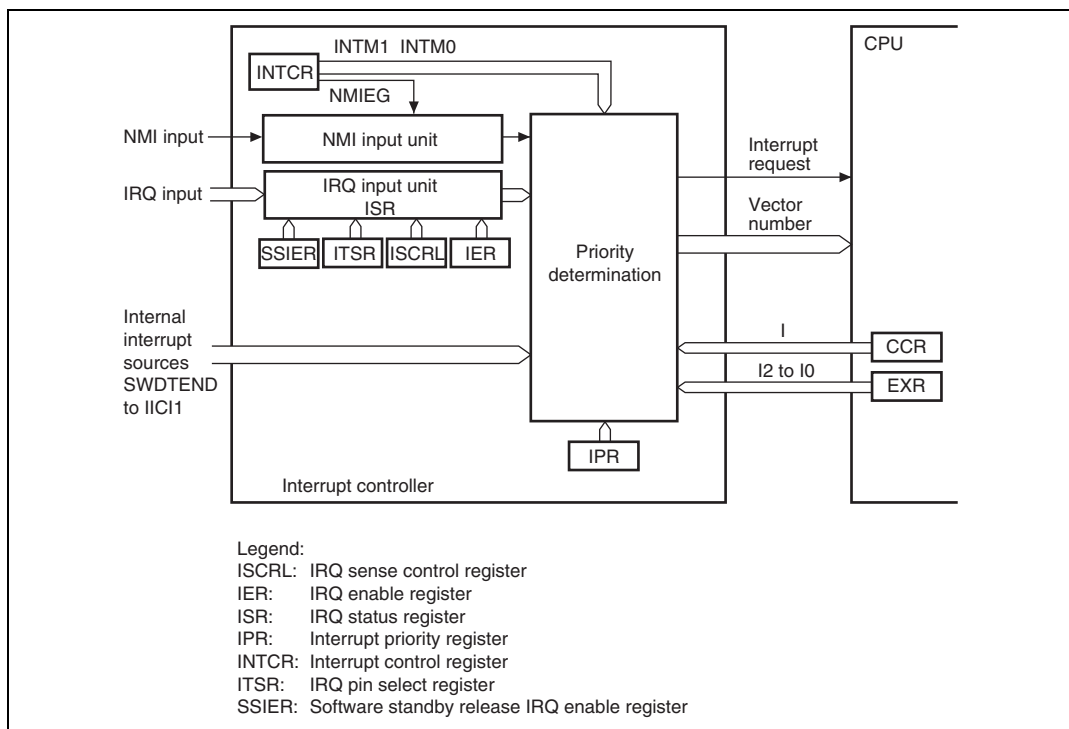 CPU
INTM1 INTM0
INTCR
NMIEG
NMI input
NMI input unit
IRQ input
IRQ input unit
ISR
SSIER
ITSR
ISCRL
IER
Priority
determination
Interrupt
request
Vector
number
Internal
interrupt
sources
SWDTEND
to IICI1
I
CCR
I2 to I0
EXR
IPR
Interrupt controller
Legend:
ISCRL: IRQ sense control register
IER: IRQ enable register
ISR: IRQ status register
IPR: Interrupt priority register
INTCR: Interrupt control register
ITSR: IRQ pin select register
SSIER: Software standby release IRQ enable register